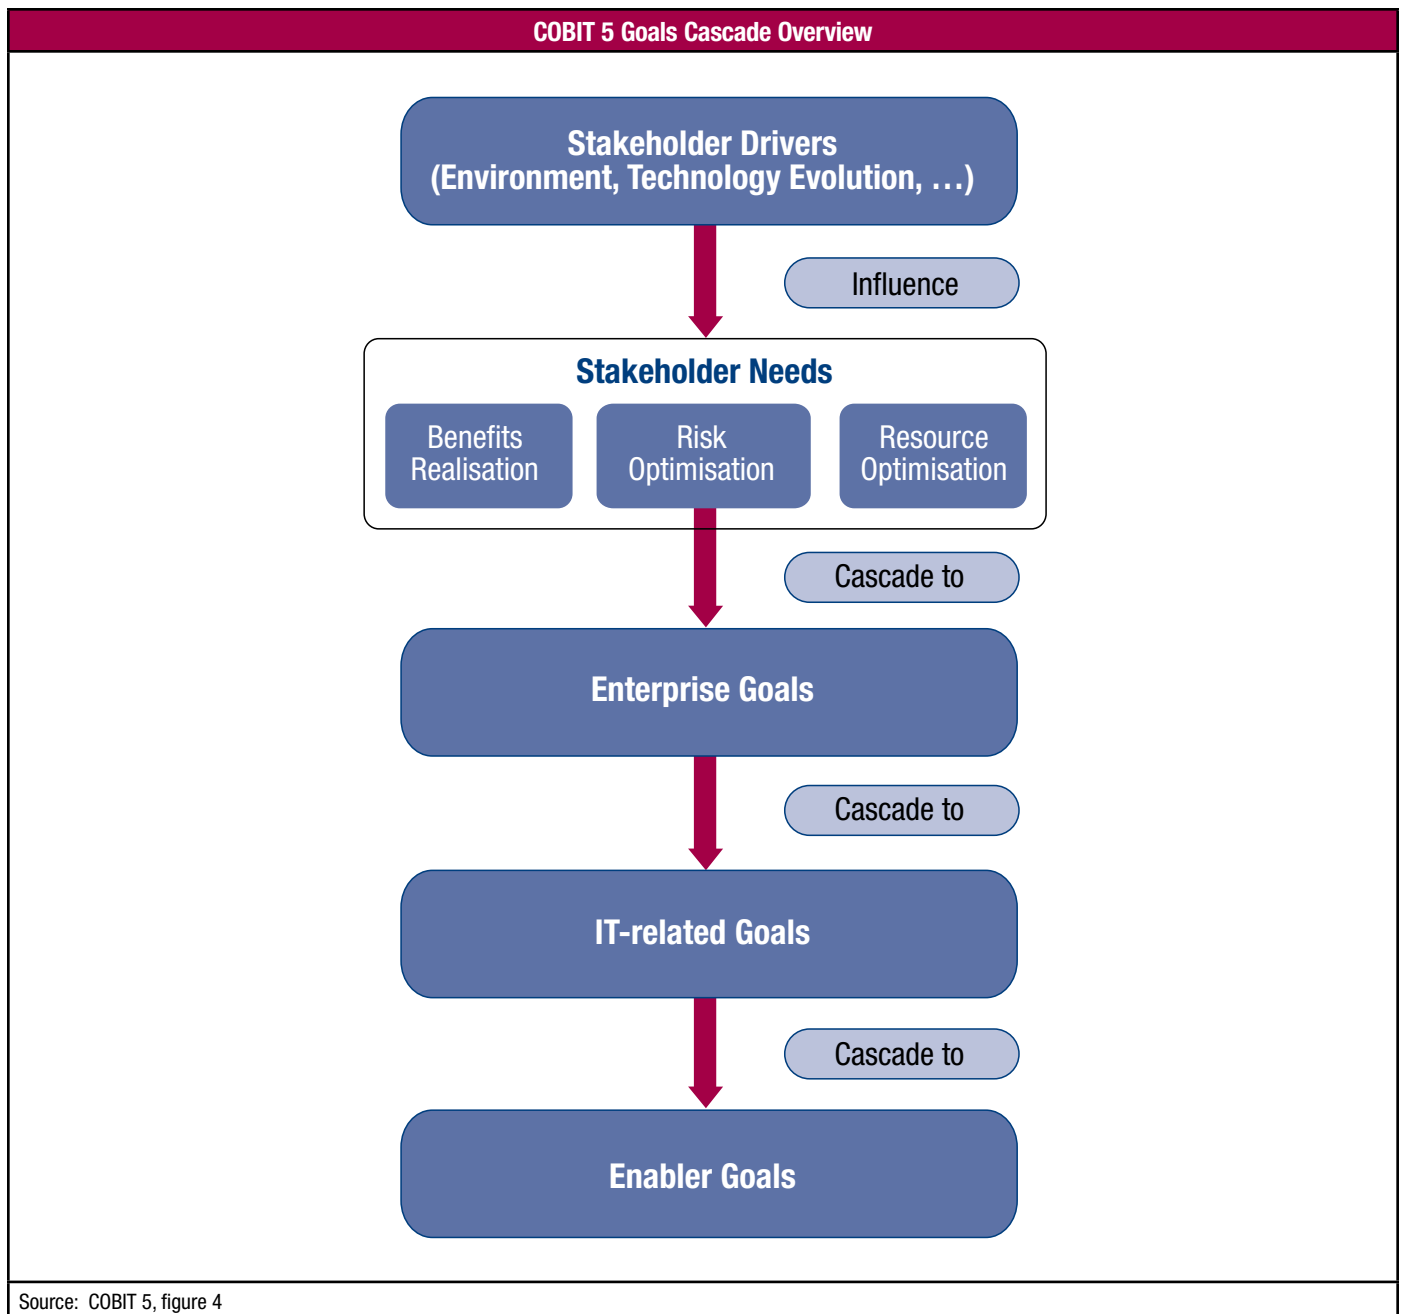 COBIT 5 Goals Cascade Overview
Stakeholder Drivers
(Environment, Technology Evolution, …)
Influence
Stakeholder Needs
Benefits
Realisation
Risk
Optimisation
Resource
Optimisation
Cascade to
Enterprise Goals
Cascade to
IT-related Goals
Cascade to
Enabler Goals
Source: COBIT 5, figure 4